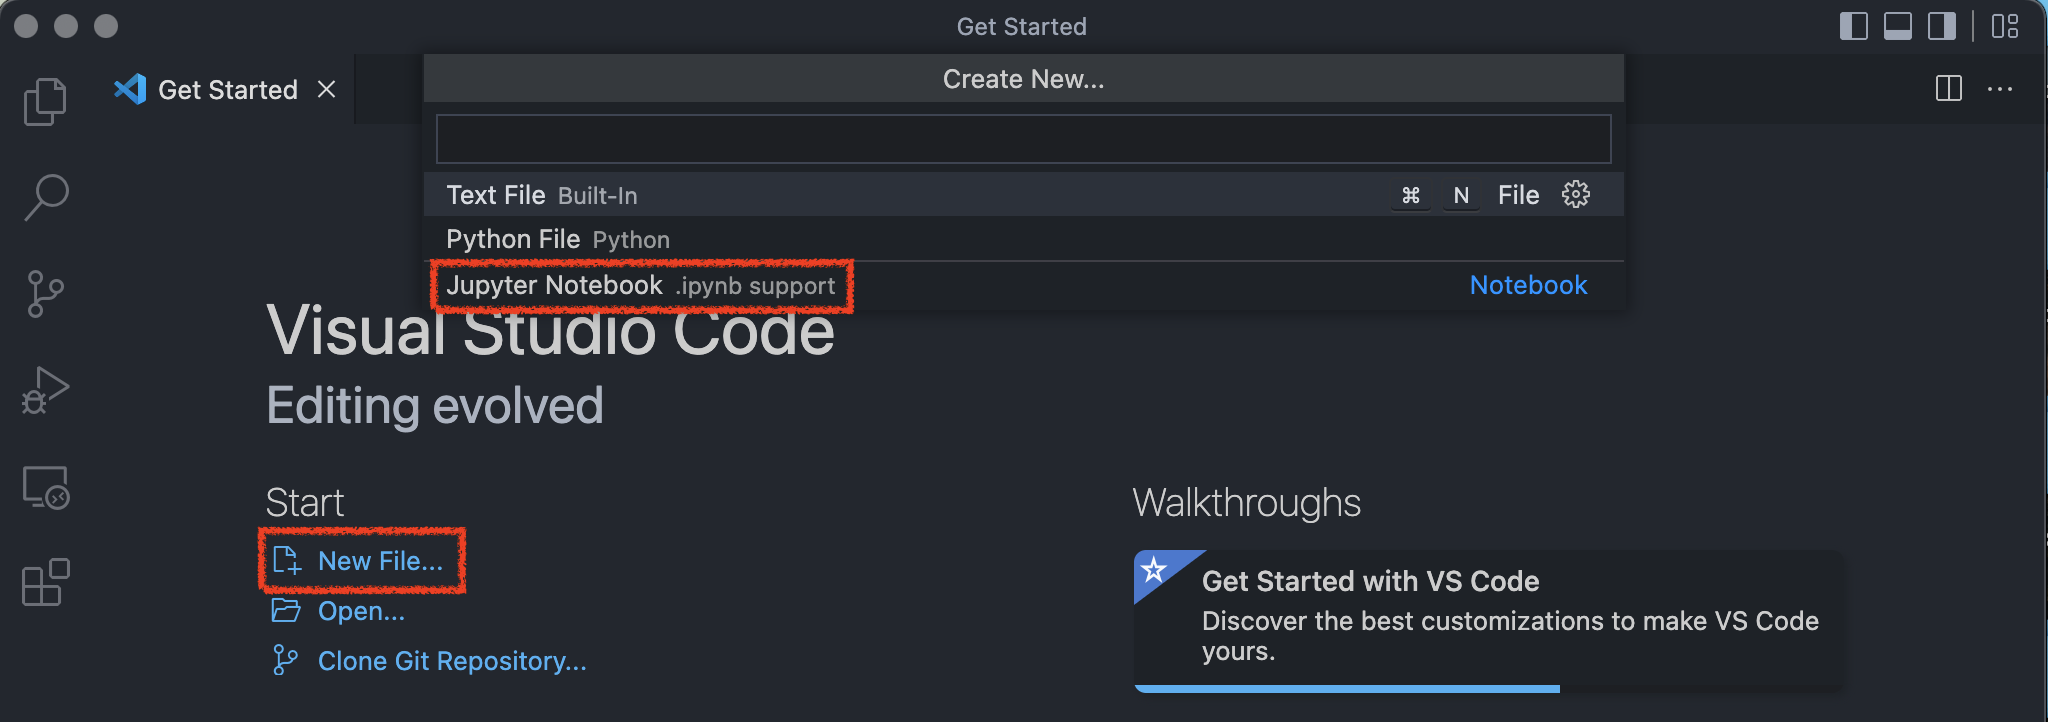 Get Started
Get Started
Create New...
Text File Built-In ⌘ N File
Python File Python
Jupyter Notebook .ipynb support Notebook
Visual Studio Code
Editing evolved
Start
New File...
Open...
Clone Git Repository...
Walkthroughs
Get Started with VS Code
Discover the best customizations to make VS Code
yours.